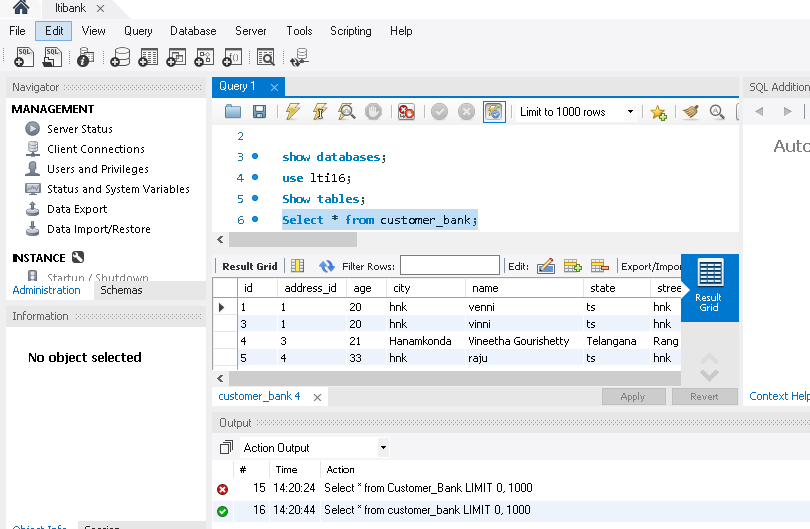 ltibank ×
File Edit View Query Database Server Tools Scripting Help
Navigator
MANAGEMENT
Server Status
Client Connections
Users and Privileges
Status and System Variables
Data Export
Data Import/Restore
INSTANCE
Startup / Shutdown
Administration Schemas
Information
No object selected
Object Info Session
Query 1 ×
Limit to 1000 rows
2
3 show databases;
4 use lti16;
5 Show tables;
6 Select * from customer_bank;
Result Grid Filter Rows: Edit: Export/Impor
id address_id age city name state stree
1 1 20 hnk venni ts hnk
3 1 20 hnk vinni ts hnk
4 3 21 Hanamkonda Vineetha Gourishetty Telangana Rang
5 4 33 hnk raju ts hnk
Result
Grid
customer_bank 4 × Apply Revert
Output
Action Output
# Time Action
15 14:20:24 Select * from Customer_Bank LIMIT 0, 1000
16 14:20:44 Select * from customer_bank LIMIT 0, 1000
SQL Addition
Auto
Context Help